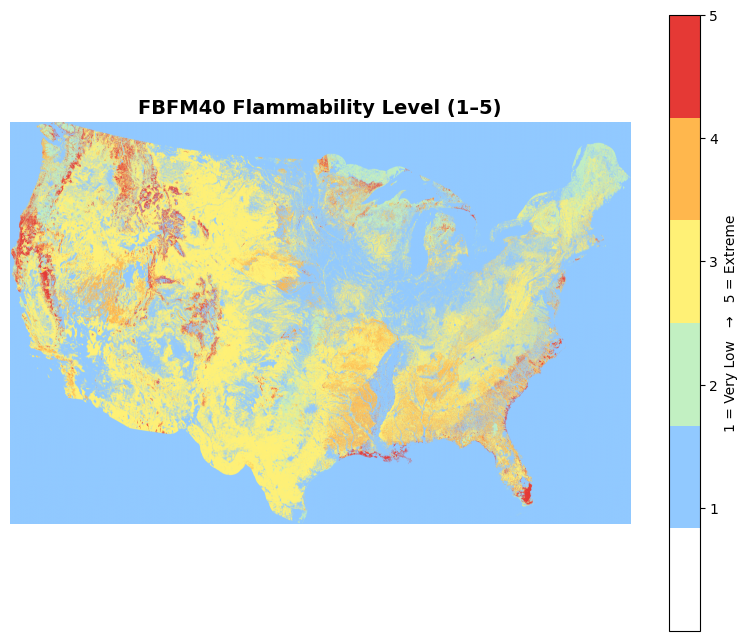 FBFM40 Flammability Level (1–5)
5
4
3
2
1
1 = Very Low → 5 = Extreme